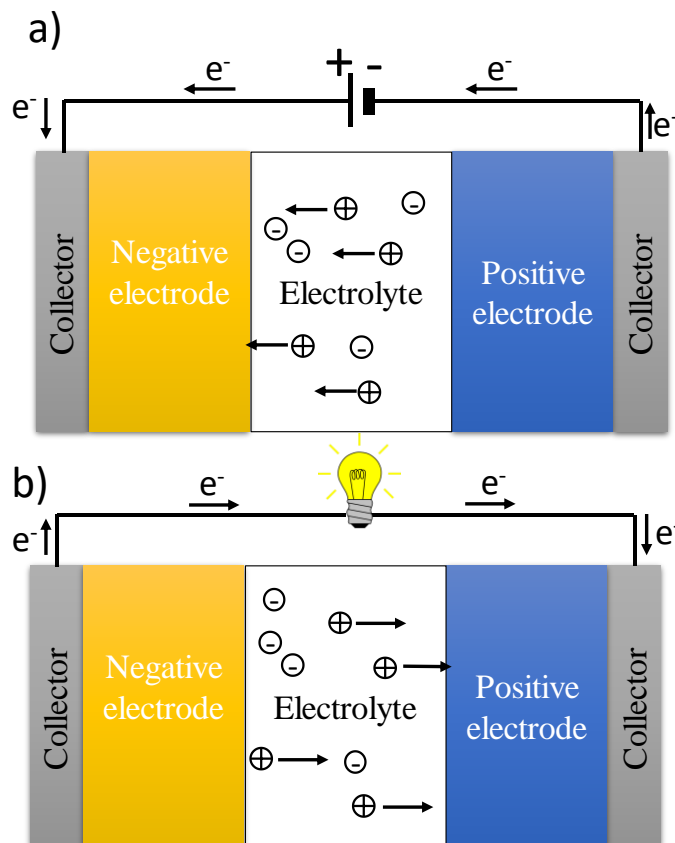 a)
+ -
e- e-
e- e-
Collector
Negative
electrode
Electrolyte
Positive
electrode
Collector
b)
e- e-
e- e-
Collector
Negative
electrode
Electrolyte
Positive
electrode
Collector